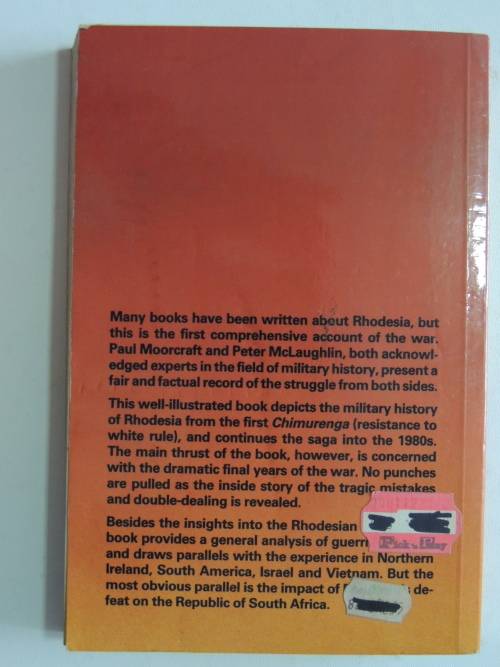 Many books have been written about Rhodesia, but
this is the first comprehensive account of the war.
Paul Moorcraft and Peter McLaughlin, both acknowl-
edged experts in the field of military history, present a
fair and factual record of the struggle from both sides.
This well-illustrated book depicts the military history
of Rhodesia from the first Chimurenga (resistance to
white rule), and continues the saga into the 1980s.
The main thrust of the book, however, is concerned
with the dramatic final years of the war. No punches
are pulled as the inside story of the tragic mistakes
and double-dealing is revealed.
Besides the insights into the Rhodesian
book provides a general analysis of
and draws parallels with the experience in Northern
Ireland, South America, Israel and Vietnam. But the
most obvious parallel is the impact of de-
feat on the Republic of South Africa.
Pick 'n Pay